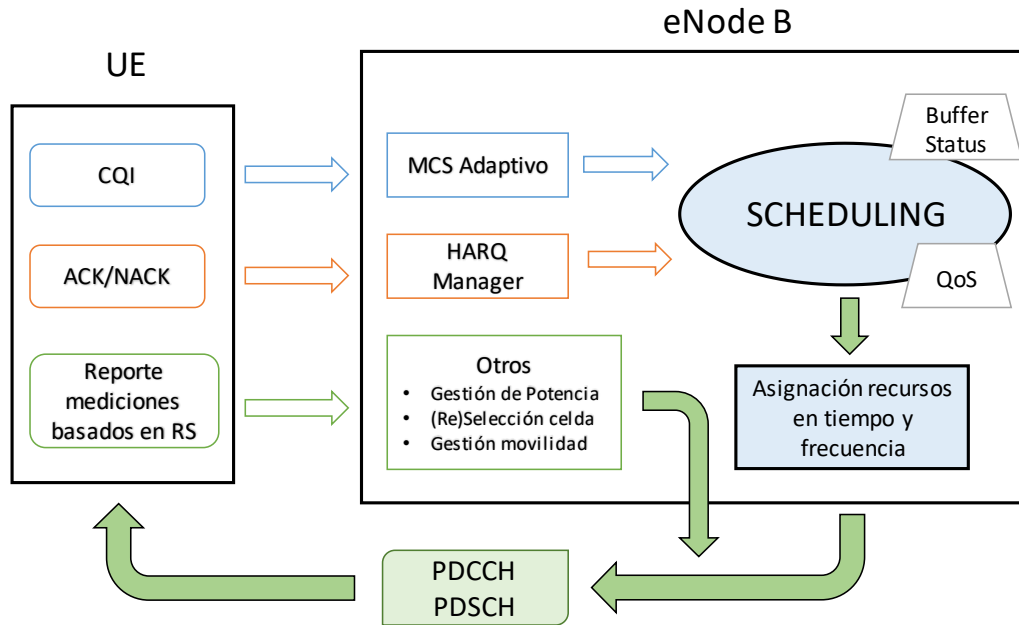 eNode B
UE
CQI
ACK/NACK
Reporte
mediciones
basados en RS
MCS Adaptivo
HARQ
Manager
Otros
• Gestión de Potencia
• (Re)Selección celda
• Gestión movilidad
Buffer
Status
SCHEDULING
QoS
Asignación recursos
en tiempo y
frecuencia
PDCCH
PDSCH